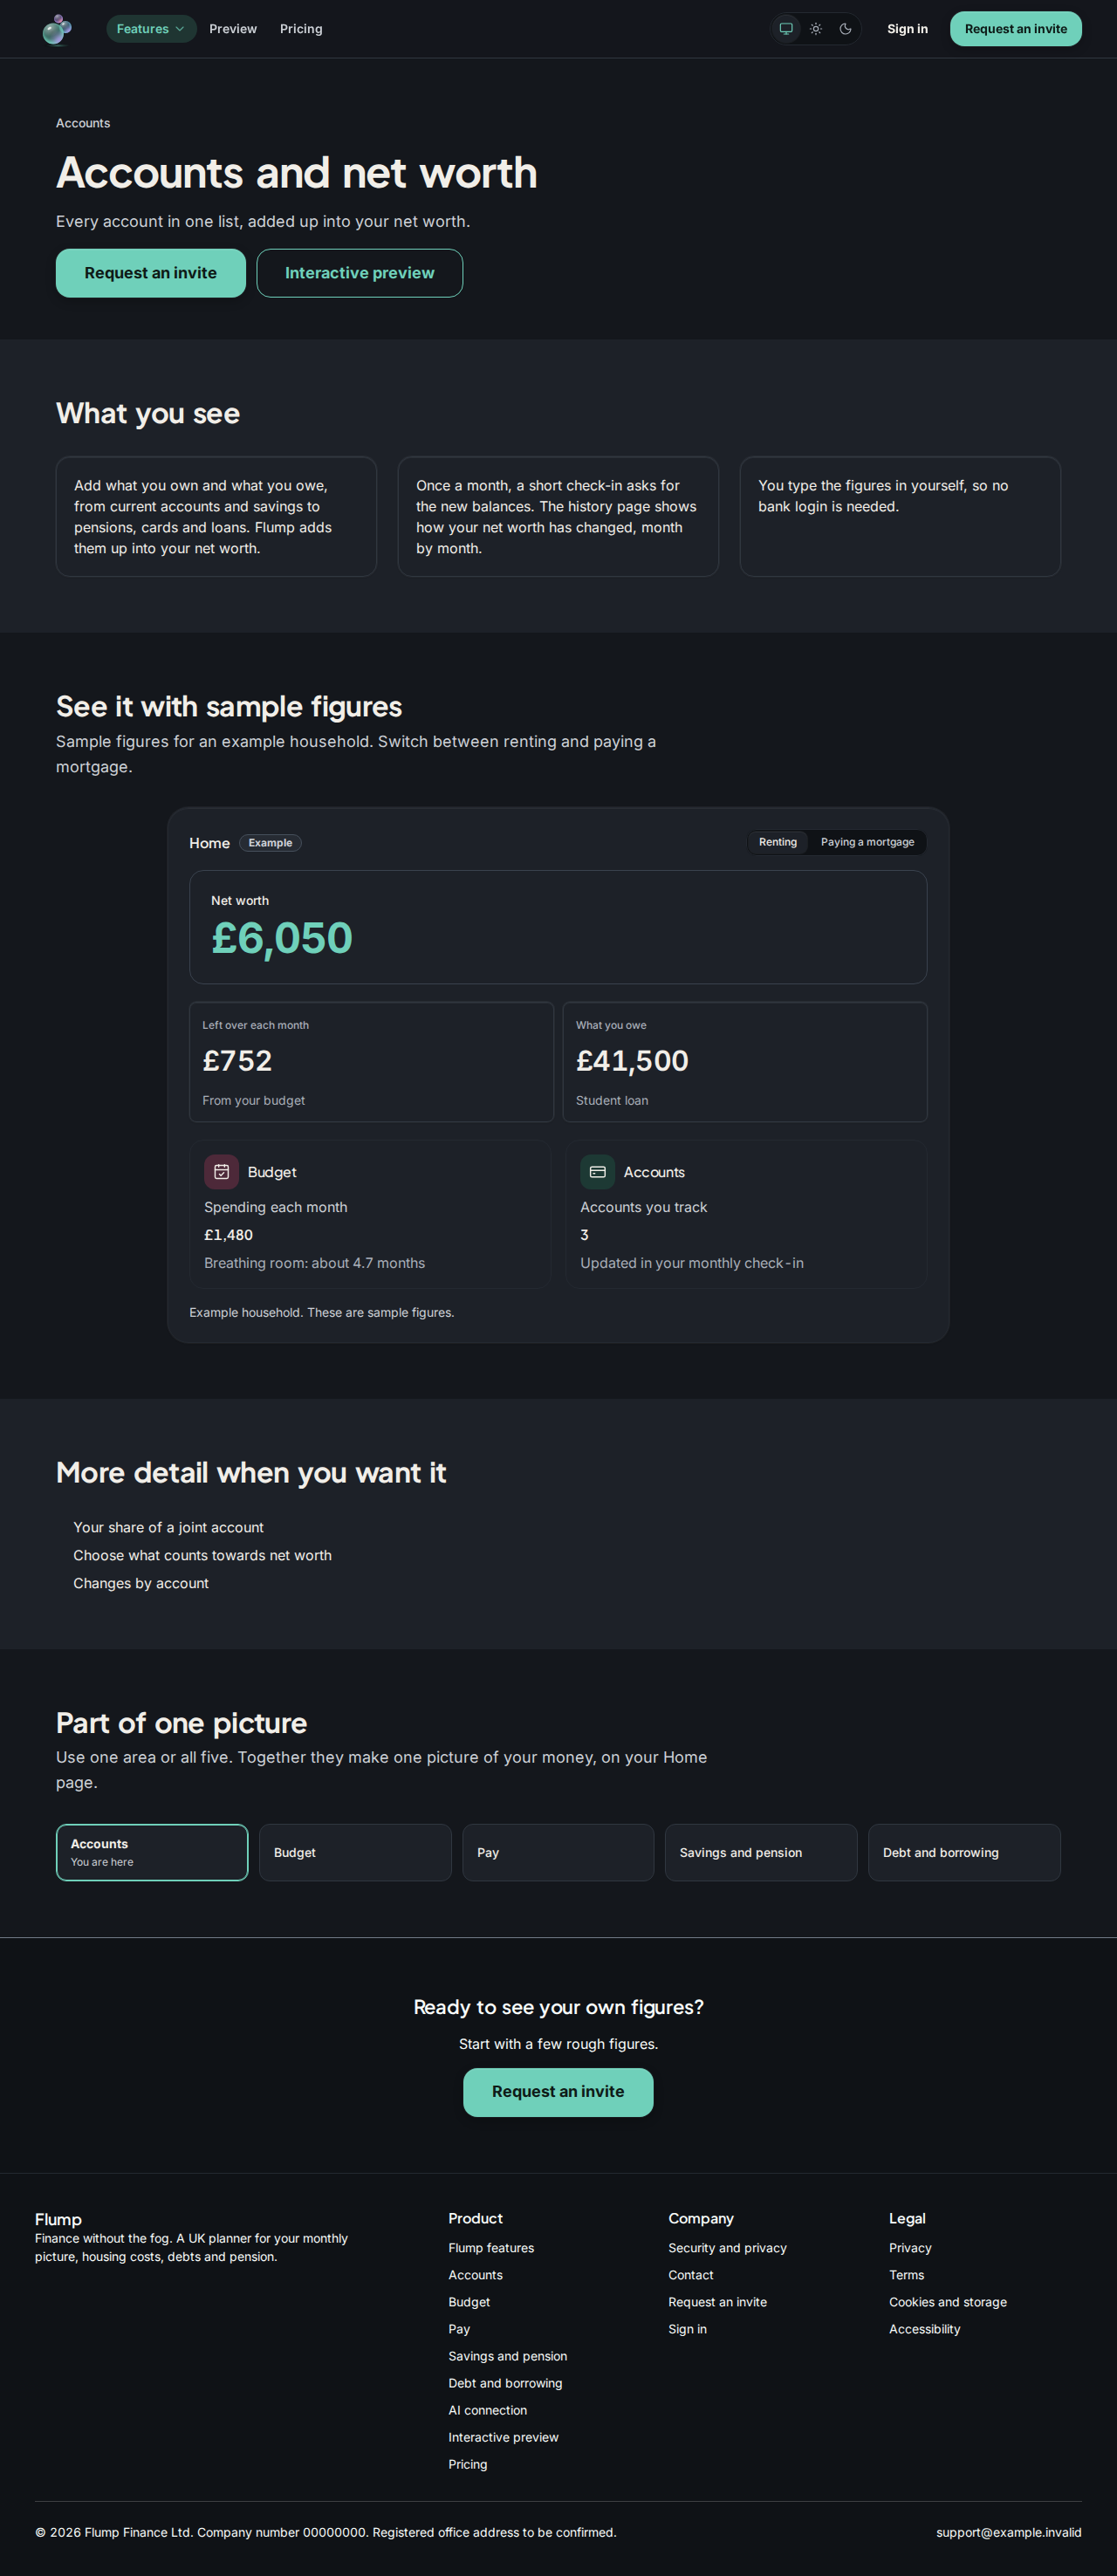 Features
Preview
Pricing
Sign in
Request an invite
Accounts
Accounts and net worth
Every account in one list, added up into your net worth.
Request an invite
Interactive preview
What you see
Add what you own and what you owe,
from current accounts and savings to
pensions, cards and loans. Flump adds
them up into your net worth.
Once a month, a short check-in asks for
the new balances. The history page shows
how your net worth has changed, month
by month.
You type the figures in yourself, so no
bank login is needed.
See it with sample figures
Sample figures for an example household. Switch between renting and paying a
mortgage.
Home
Example
Renting
Paying a mortgage
Net worth
£6,050
Left over each month
£752
From your budget
What you owe
£41,500
Student loan
Budget
Spending each month
£1,480
Breathing room: about 4.7 months
Accounts
Accounts you track
3
Updated in your monthly check-in
Example household. These are sample figures.
More detail when you want it
Your share of a joint account
Choose what counts towards net worth
Changes by account
Part of one picture
Use one area or all five. Together they make one picture of your money, on your Home
page.
Accounts
You are here
Budget
Pay
Savings and pension
Debt and borrowing
Ready to see your own figures?
Start with a few rough figures.
Request an invite
Flump
Finance without the fog. A UK planner for your monthly
picture, housing costs, debts and pension.
Product
Flump features
Accounts
Budget
Pay
Savings and pension
Debt and borrowing
AI connection
Interactive preview
Pricing
Company
Security and privacy
Contact
Request an invite
Sign in
Legal
Privacy
Terms
Cookies and storage
Accessibility
© 2026 Flump Finance Ltd. Company number 00000000. Registered office address to be confirmed.
support@example.invalid